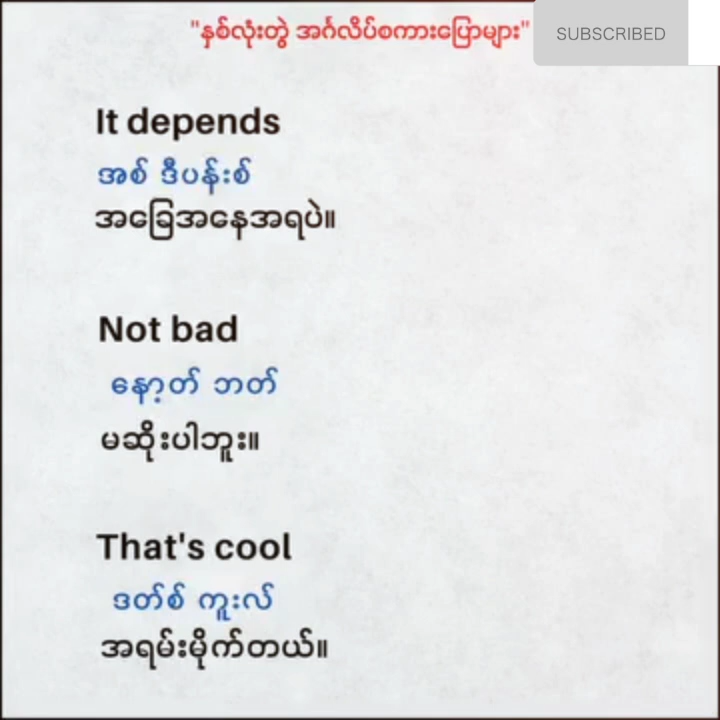 "နှစ်လုံးတွဲ အင်္ဂလိပ်စကားပြောများ"
SUBSCRIBED
It depends
အစ် ဒီပန်းစ်
အခြေအနေအရပဲ။
Not bad
နော့တ် ဘတ်
မဆိုးပါဘူး။
That's cool
ဒတ်စ် ကူးလ်
အရမ်းမိုက်တယ်။